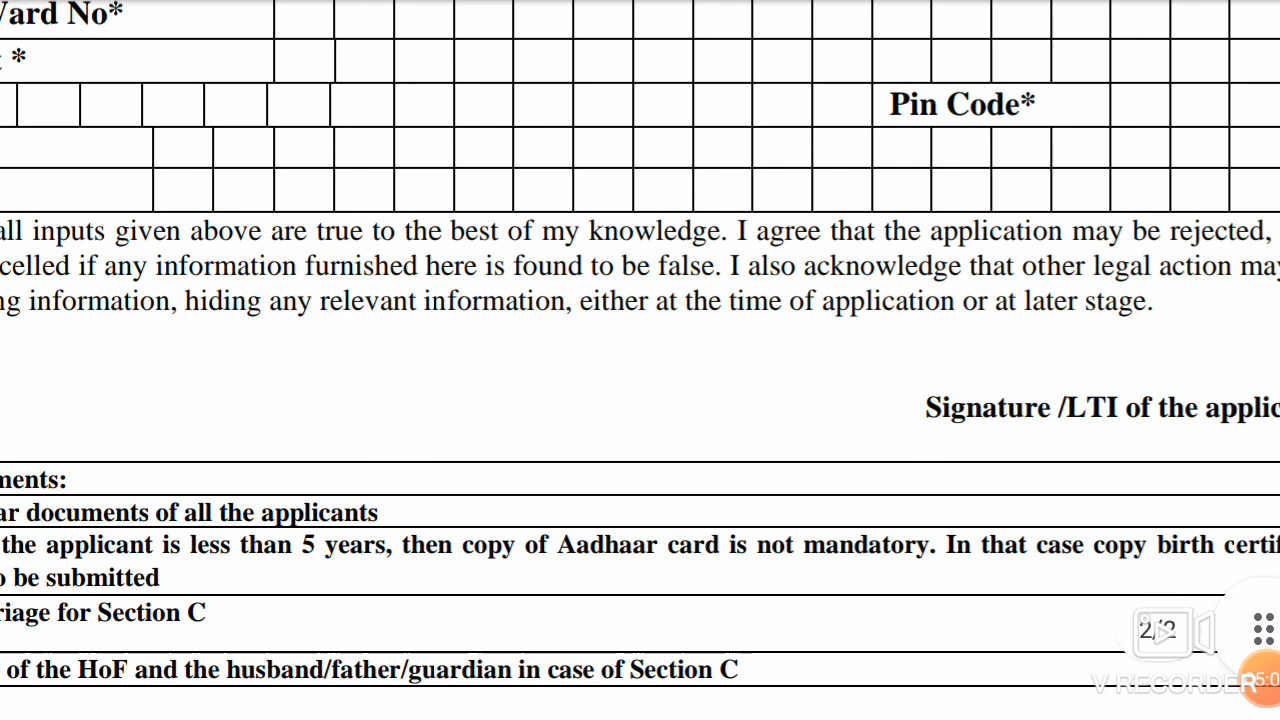 Ward No*
*
Pin Code*
all inputs given above are true to the best of my knowledge. I agree that the application may be rejected,
celled if any information furnished here is found to be false. I also acknowledge that other legal action may
ng information, hiding any relevant information, either at the time of application or at later stage.
Signature /LTI of the applic
ments:
ar documents of all the applicants
the applicant is less than 5 years, then copy of Aadhaar card is not mandatory. In that case copy birth certif
o be submitted
riage for Section C
2/2
of the HoF and the husband/father/guardian in case of Section C
V RECORDER
5:0